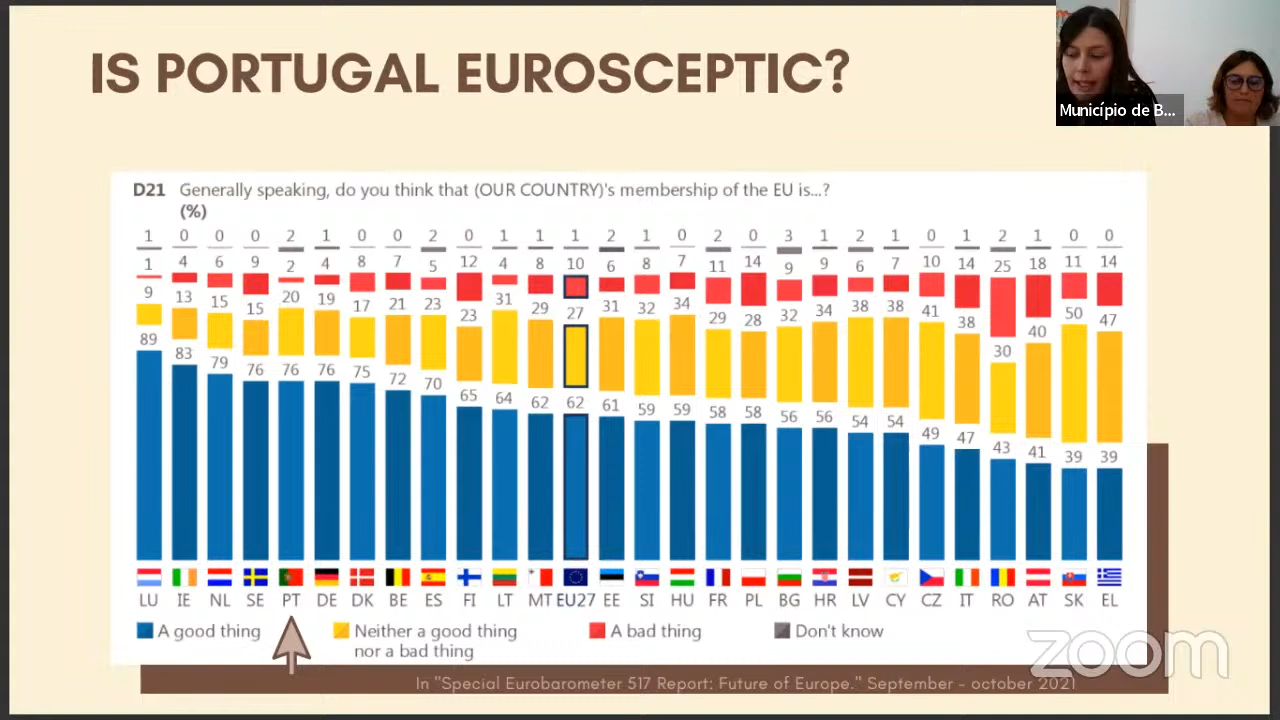 IS PORTUGAL EUROSCEPTIC?
Município de B...
D21 Generally speaking, do you think that (OUR COUNTRY)'s membership of the EU is...?
(%)
1 0 0 0 2 1 0 0 2 0 1 1 1 2 1 0 2 0 3 1 2 1 0 1 2 1 0 0
1 4 6 9 2 4 8 7 5 12 4 8 10 6 8 7 11 14 9 9 6 7 10 14 25 18 11 14
9 13 15 15 20 19 17 21 23 23 31 29 27 31 32 34 29 28 32 34 38 38 41 38 30 40 50 47
89 83 79 76 76 76 75 72 70 65 64 62 62 61 59 59 58 58 56 56 54 54 49 47 43 41 39 39
LU IE NL SE PT DE DK BE ES FI LT MT EU27 EE SI HU FR PL BG HR LV CY CZ IT RO AT SK EL
A good thing
Neither a good thing
nor a bad thing
A bad thing
Don't know
zoom
In "Special Eurobarometer 517 Report: Future of Europe." September - october 2021